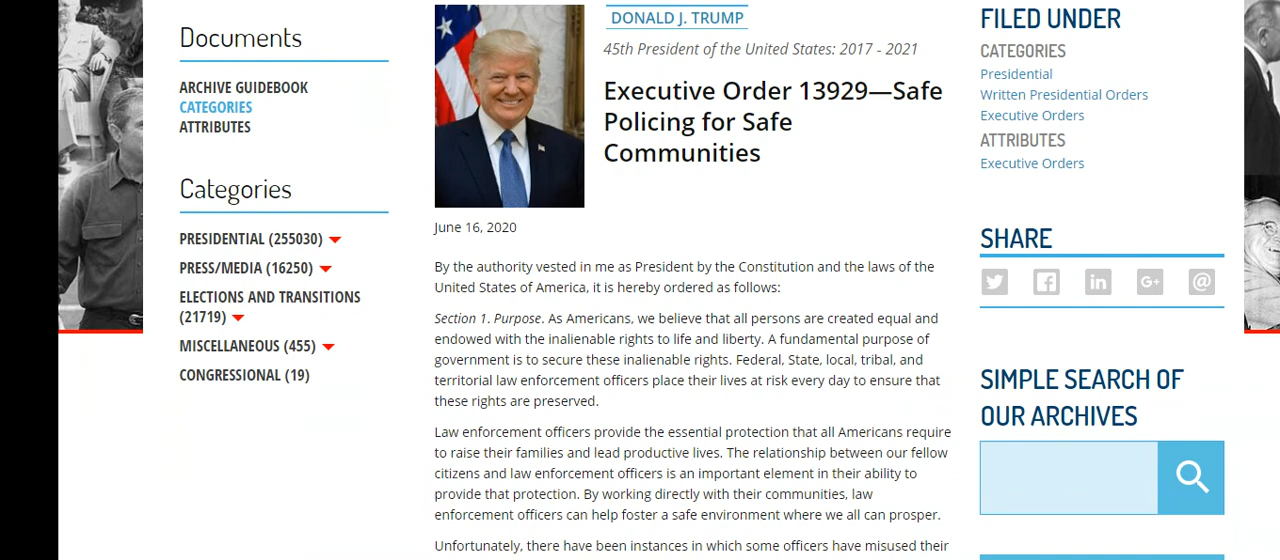 Documents
ARCHIVE GUIDEBOOK
CATEGORIES
ATTRIBUTES
Categories
PRESIDENTIAL (255030)
PRESS/MEDIA (16250)
ELECTIONS AND TRANSITIONS
(21719)
MISCELLANEOUS (455)
CONGRESSIONAL (19)
DONALD J. TRUMP
45th President of the United States: 2017 - 2021
Executive Order 13929—Safe
Policing for Safe
Communities
June 16, 2020
By the authority vested in me as President by the Constitution and the laws of the
United States of America, it is hereby ordered as follows:
Section 1. Purpose. As Americans, we believe that all persons are created equal and
endowed with the inalienable rights to life and liberty. A fundamental purpose of
government is to secure these inalienable rights. Federal, State, local, tribal, and
territorial law enforcement officers place their lives at risk every day to ensure that
these rights are preserved.
Law enforcement officers provide the essential protection that all Americans require
to raise their families and lead productive lives. The relationship between our fellow
citizens and law enforcement officers is an important element in their ability to
provide that protection. By working directly with their communities, law
enforcement officers can help foster a safe environment where we all can prosper.
Unfortunately, there have been instances in which some officers have misused their
FILED UNDER
CATEGORIES
Presidential
Written Presidential Orders
Executive Orders
ATTRIBUTES
Executive Orders
SHARE
in
G+
@
SIMPLE SEARCH OF
OUR ARCHIVES